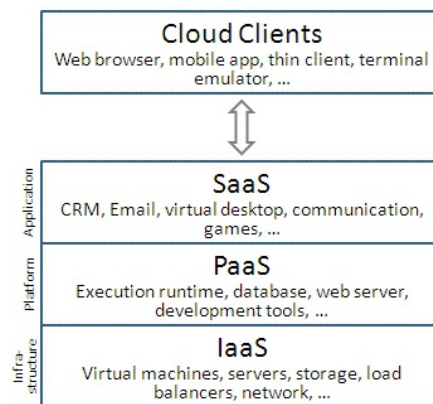 Cloud Clients
Web browser, mobile app, thin client, terminal
emulator, ...
Application
SaaS
CRM, Email, virtual desktop, communication,
games, ...
Platform
PaaS
Execution runtime, database, web server,
development tools, ...
Infra-
structure
IaaS
Virtual machines, servers, storage, load
balancers, network, ...